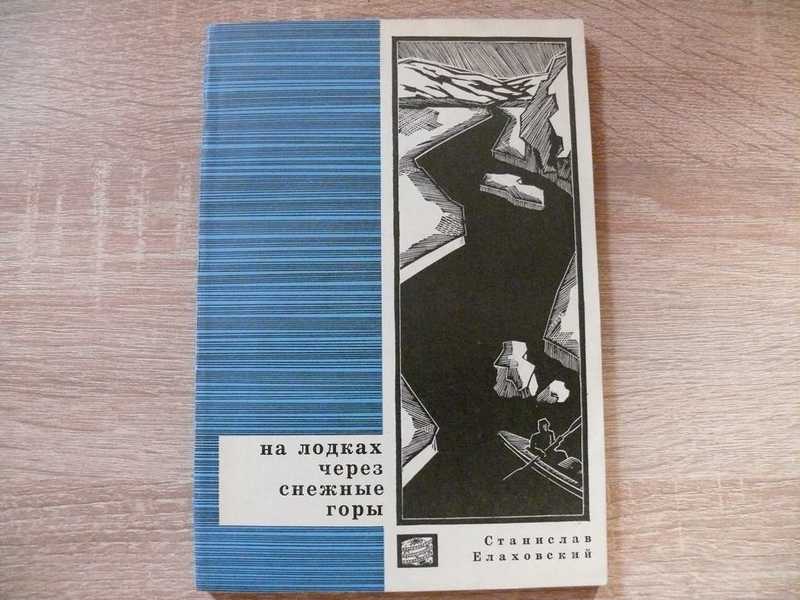 на лодках
через
снежные
горы
Станислав
Елаховский